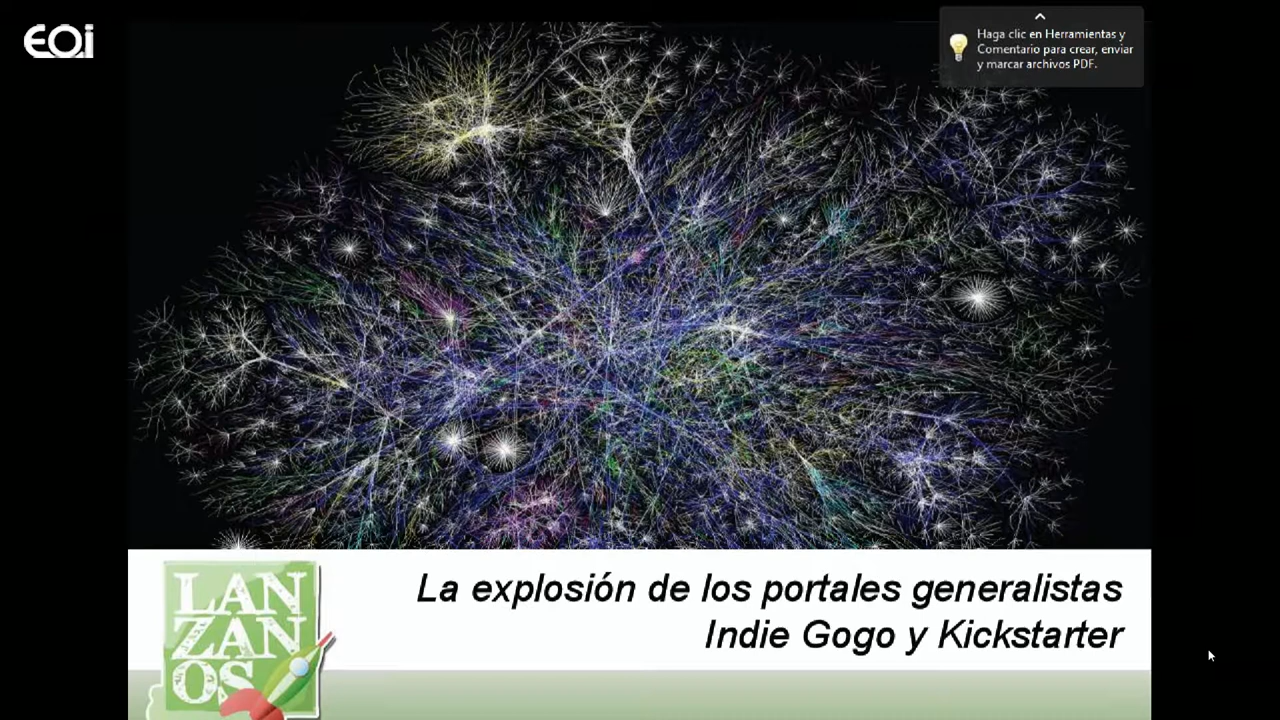 EOi
Haga clic en Herramientas y
Comentario para crear, enviar
y marcar archivos PDF.
La explosión de los portales generalistas
Indie Gogo y Kickstarter
LAN
ZAN
OS